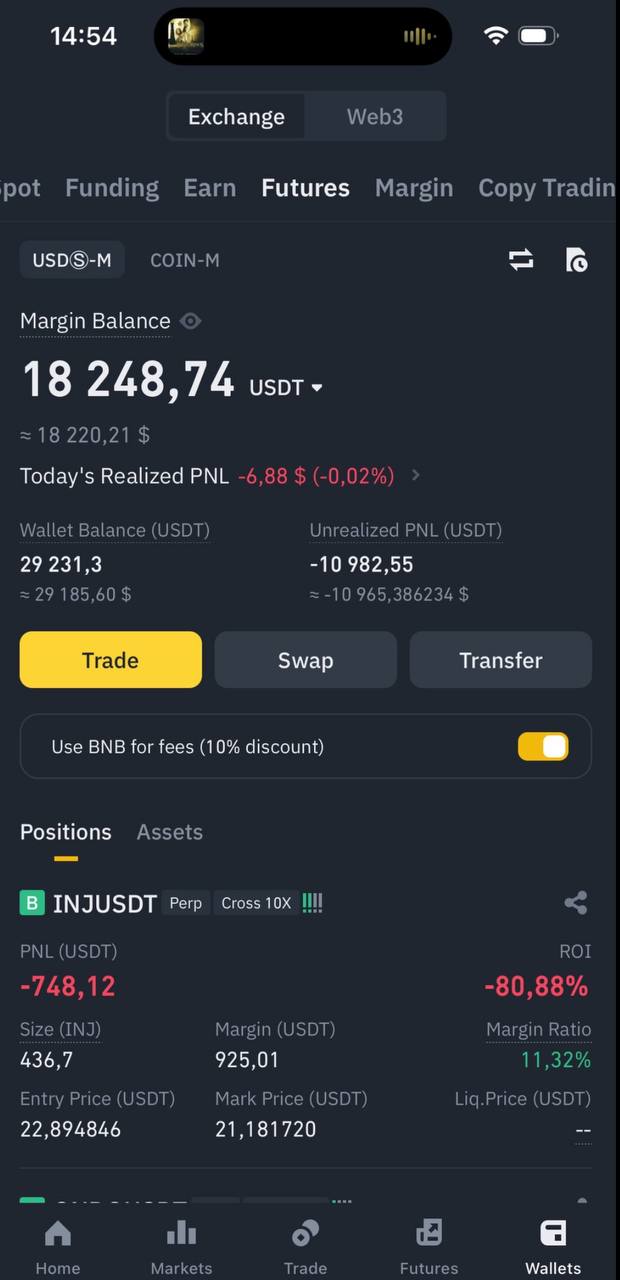 14:54
Exchange Web3
pot Funding Earn Futures Margin Copy Tradin
USDⓈ-M COIN-M
Margin Balance
18 248,74 USDT
≈ 18 220,21 $
Today's Realized PNL -6,88 $ (-0,02%)
Wallet Balance (USDT) Unrealized PNL (USDT)
29 231,3 -10 982,55
≈ 29 185,60 $ ≈ -10 965,386234 $
Trade Swap Transfer
Use BNB for fees (10% discount)
Positions Assets
B INJUSDT Perp Cross 10X
PNL (USDT) ROI
-748,12 -80,88%
Size (INJ) Margin (USDT) Margin Ratio
436,7 925,01 11,32%
Entry Price (USDT) Mark Price (USDT) Liq.Price (USDT)
22,894846 21,181720 --
Home Markets Trade Futures Wallets